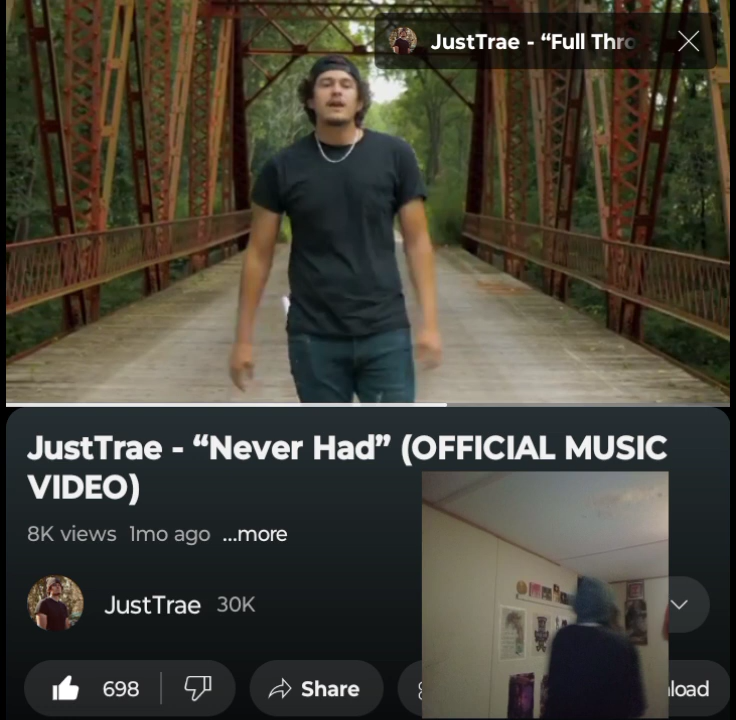 JustTrae - “Full Thro
JustTrae - “Never Had” (OFFICIAL MUSIC
VIDEO)
8K views 1mo ago ...more
JustTrae 30K
698 Share load